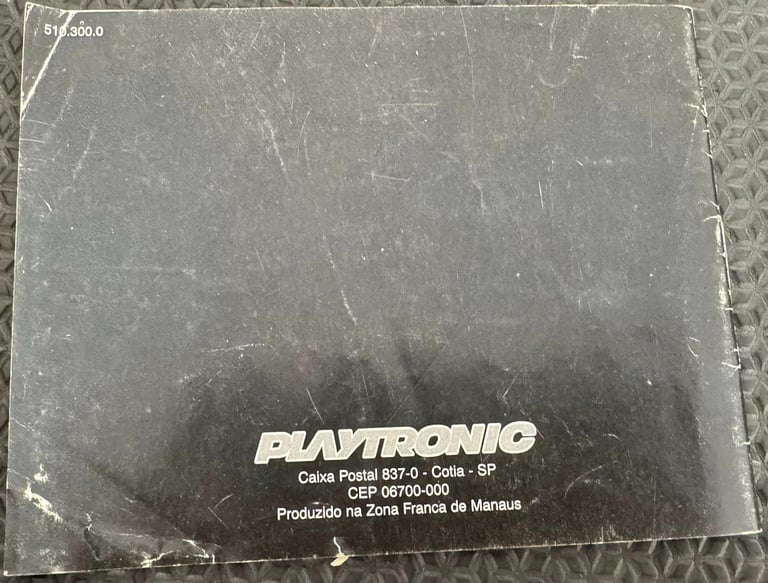 510.300.0
PLAYTRONIC
Caixa Postal 837-0 - Cotia - SP
CEP 06700-000
Produzido na Zona Franca de Manaus